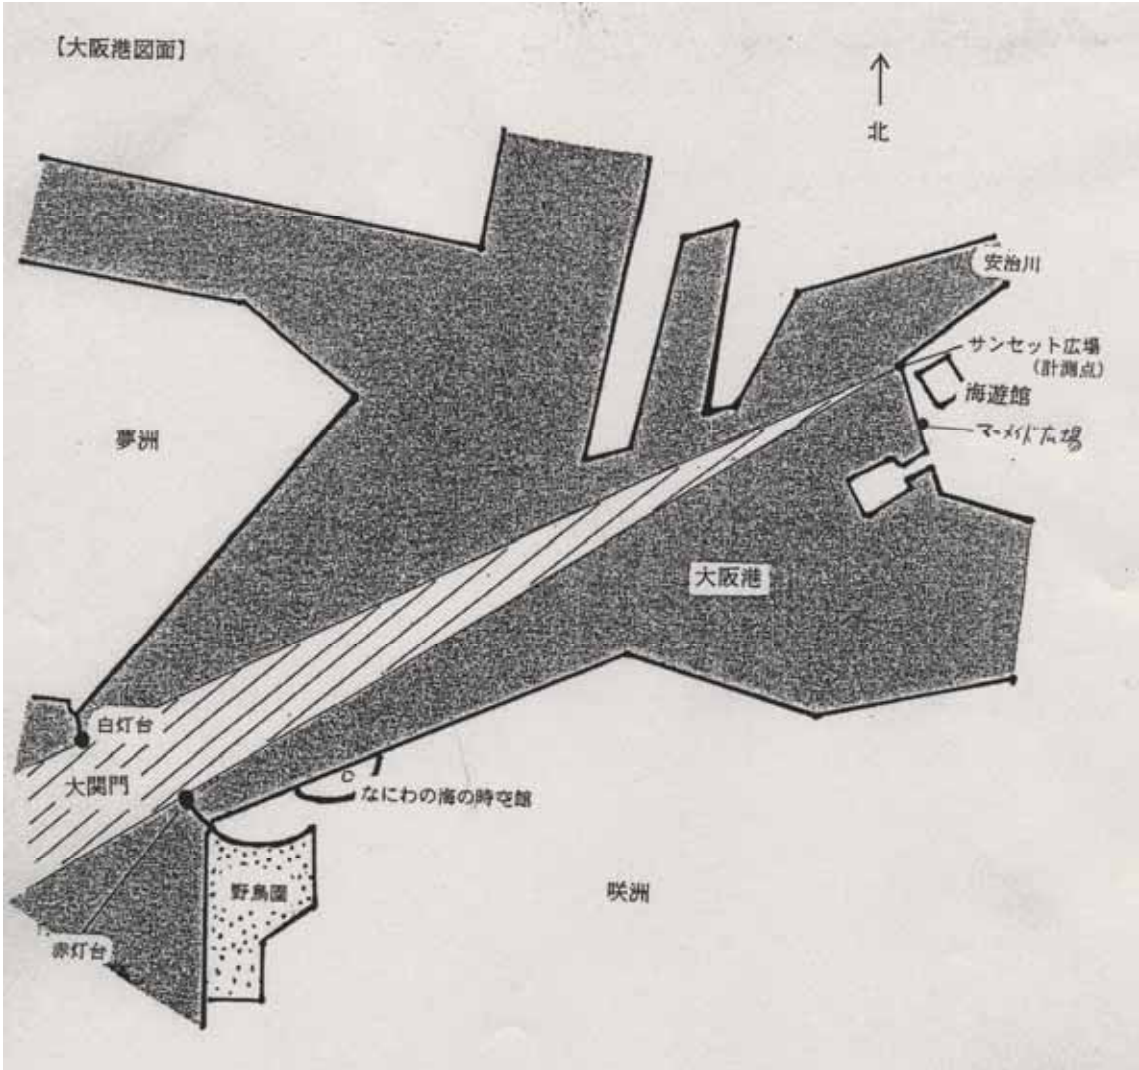 【大阪港図面】
北
安治川
サンセット広場
(計測点)
海遊館
マーメイド広場
夢洲
大阪港
白灯台
大関門
なにわの海の時空館
野鳥園
咲洲
赤灯台